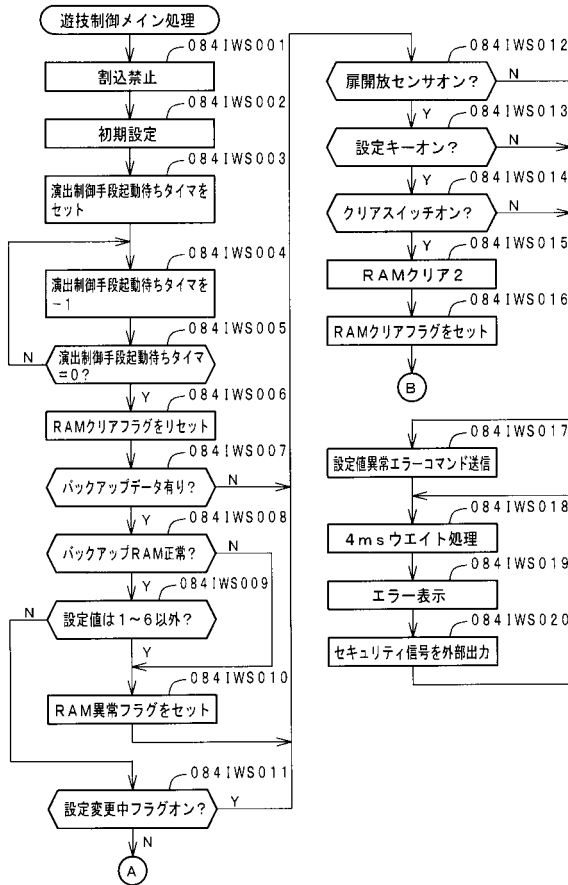 遊技制御メイン処理
084IWS001
割込禁止
084IWS002
初期設定
084IWS003
演出制御手段起動待ちタイマを
セット
084IWS004
演出制御手段起動待ちタイマを
−1
084IWS005
演出制御手段起動待ちタイマ
=0?
N
Y
084IWS006
RAMクリアフラグをリセット
084IWS007
バックアップデータ有り?
N
Y
084IWS008
バックアップRAM正常?
N
Y
084IWS009
設定値は1〜6以外?
N
Y
084IWS010
RAM異常フラグをセット
084IWS011
設定変更中フラグオン?
Y
N
A
084IWS012
扉開放センサオン?
N
Y
084IWS013
設定キーオン?
N
Y
084IWS014
クリアスイッチオン?
N
Y
084IWS015
RAMクリア2
084IWS016
RAMクリアフラグをセット
B
084IWS017
設定値異常エラーコマンド送信
084IWS018
4msウエイト処理
084IWS019
エラー表示
084IWS020
セキュリティ信号を外部出力